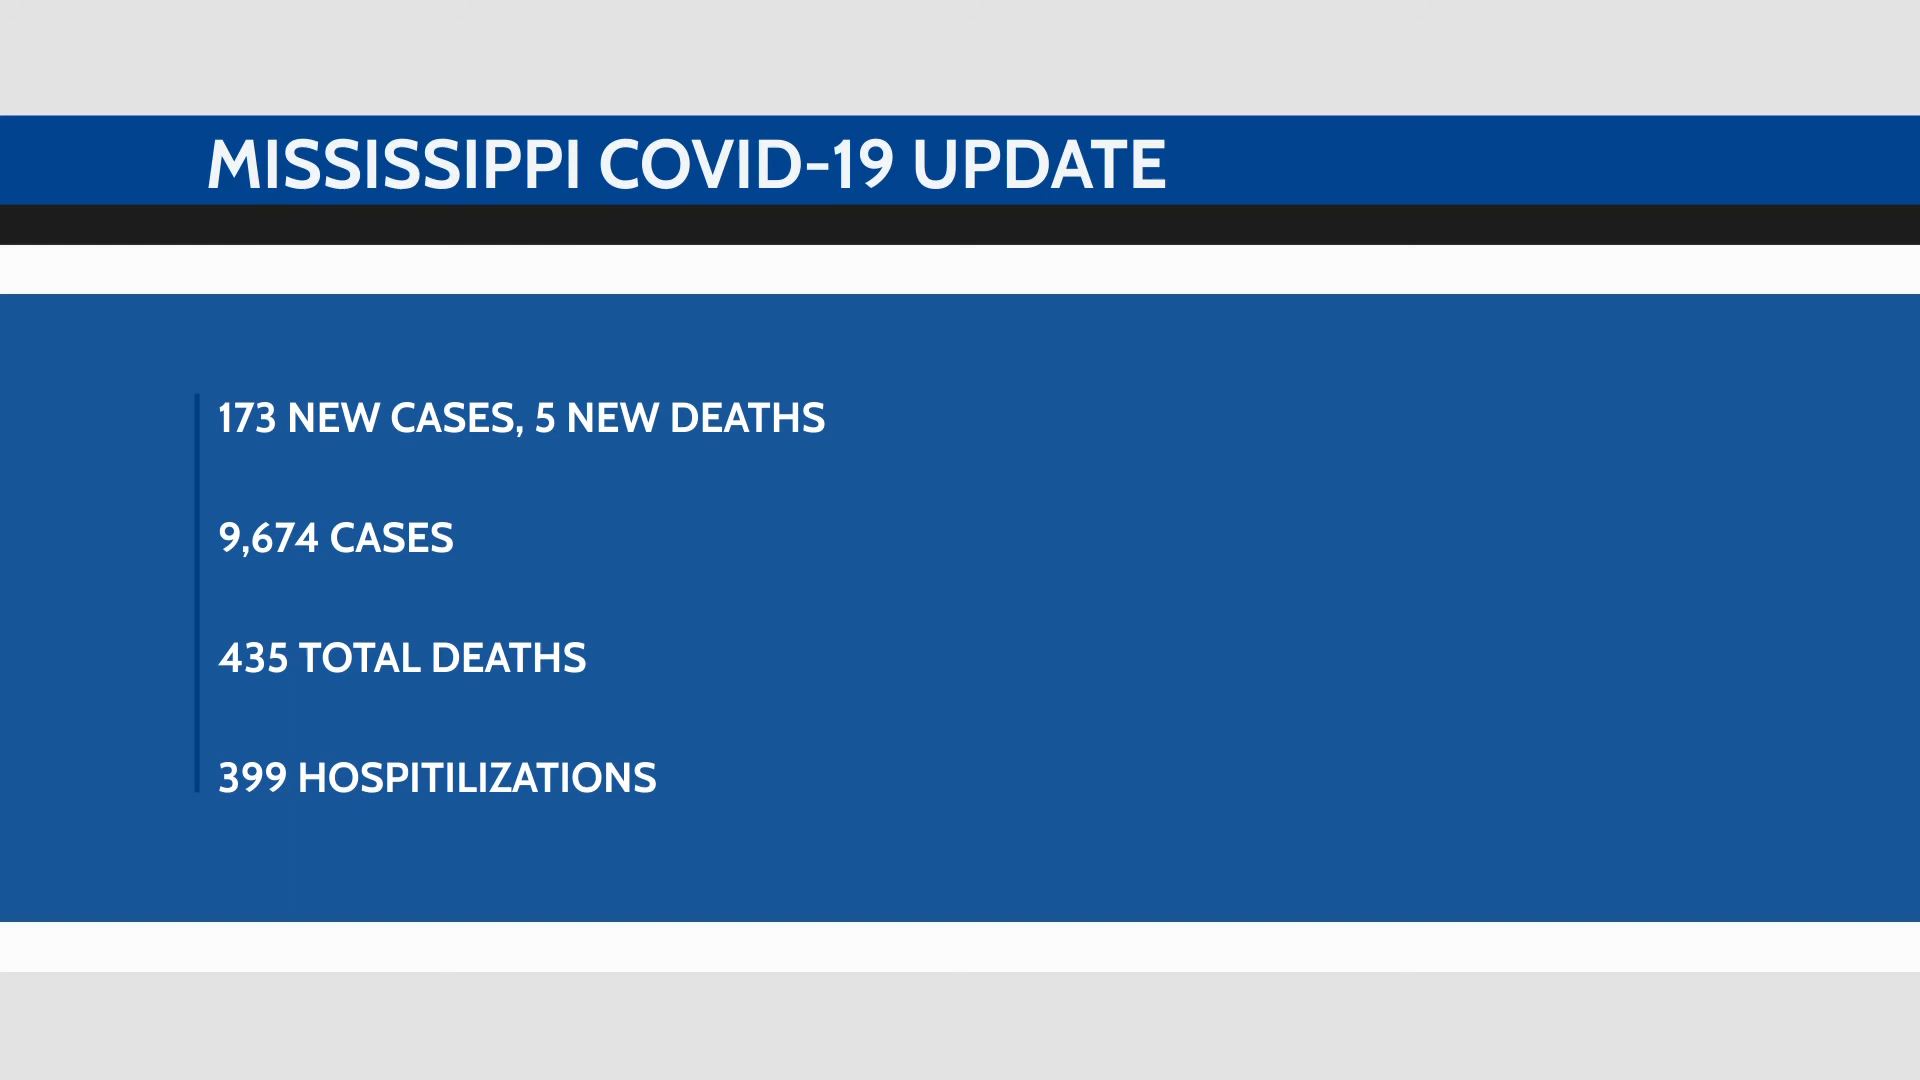 MISSISSIPPI COVID-19 UPDATE
173 NEW CASES, 5 NEW DEATHS
9,674 CASES
435 TOTAL DEATHS
399 HOSPITILIZATIONS